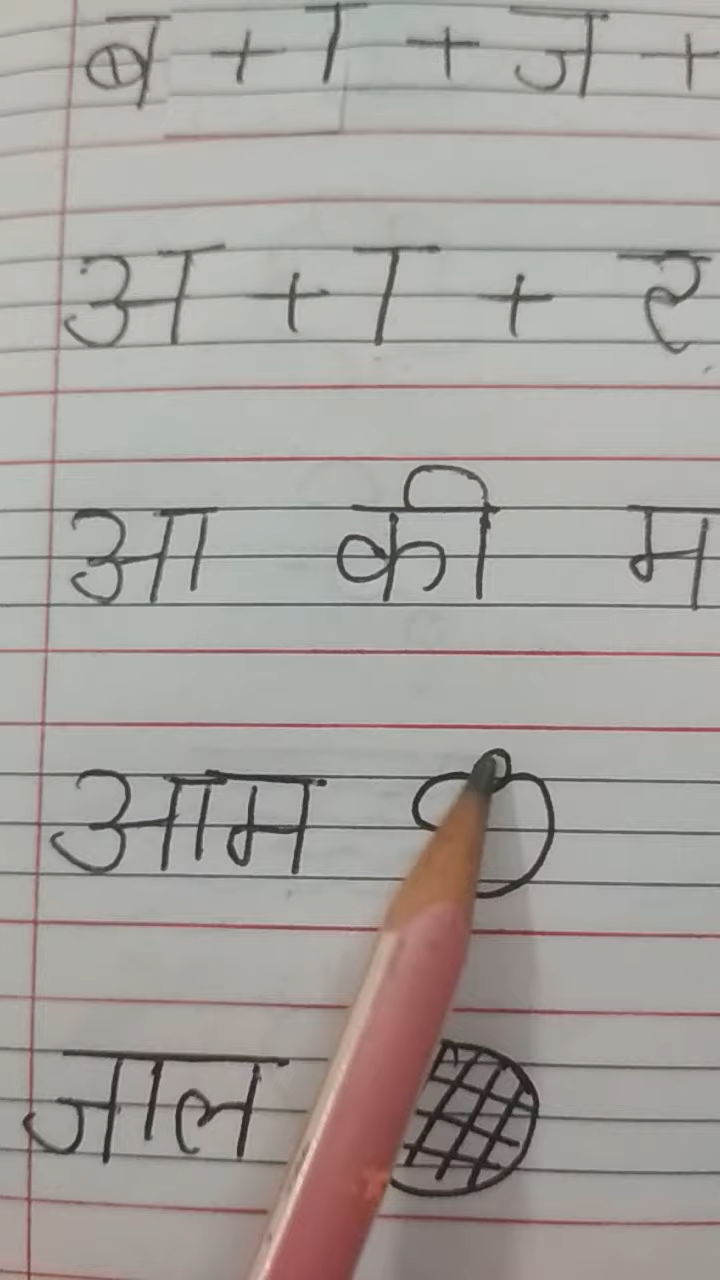 ब + ा + ज +
अ + ा + र
आ की म
आम
जाल